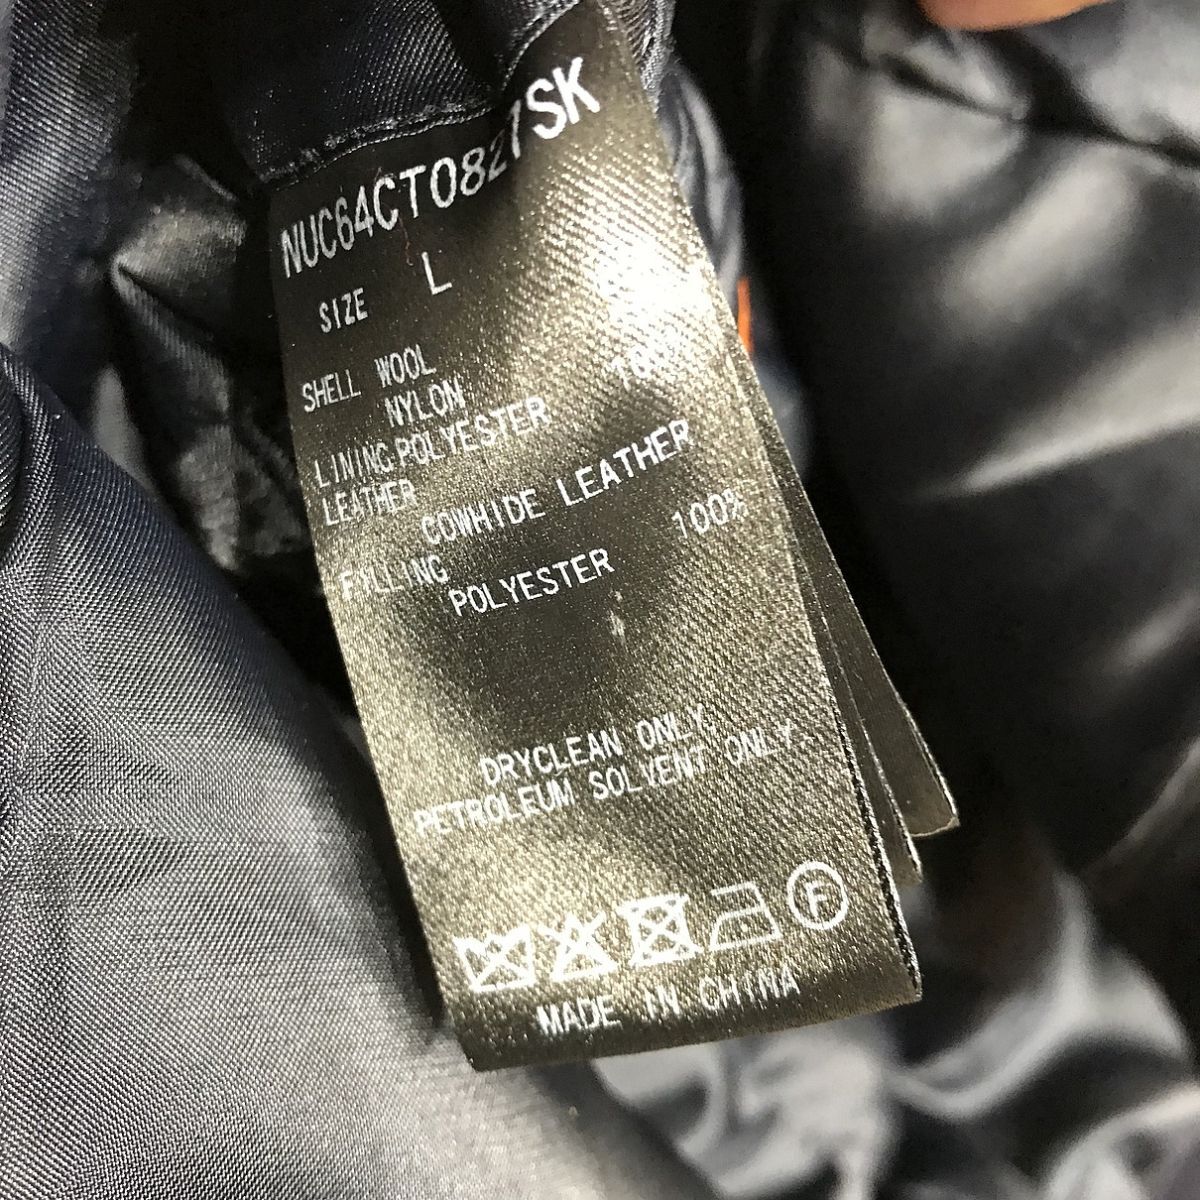 NUC64CT0827SK
SIZE L
SHELL WOOL
NYLON
LINING POLYESTER
LEATHER
COWHIDE LEATHER
FILLING
POLYESTER 100%
DRYCLEAN ONLY.
PETROLEUM SOLVENT ONLY.
F
MADE IN CHINA